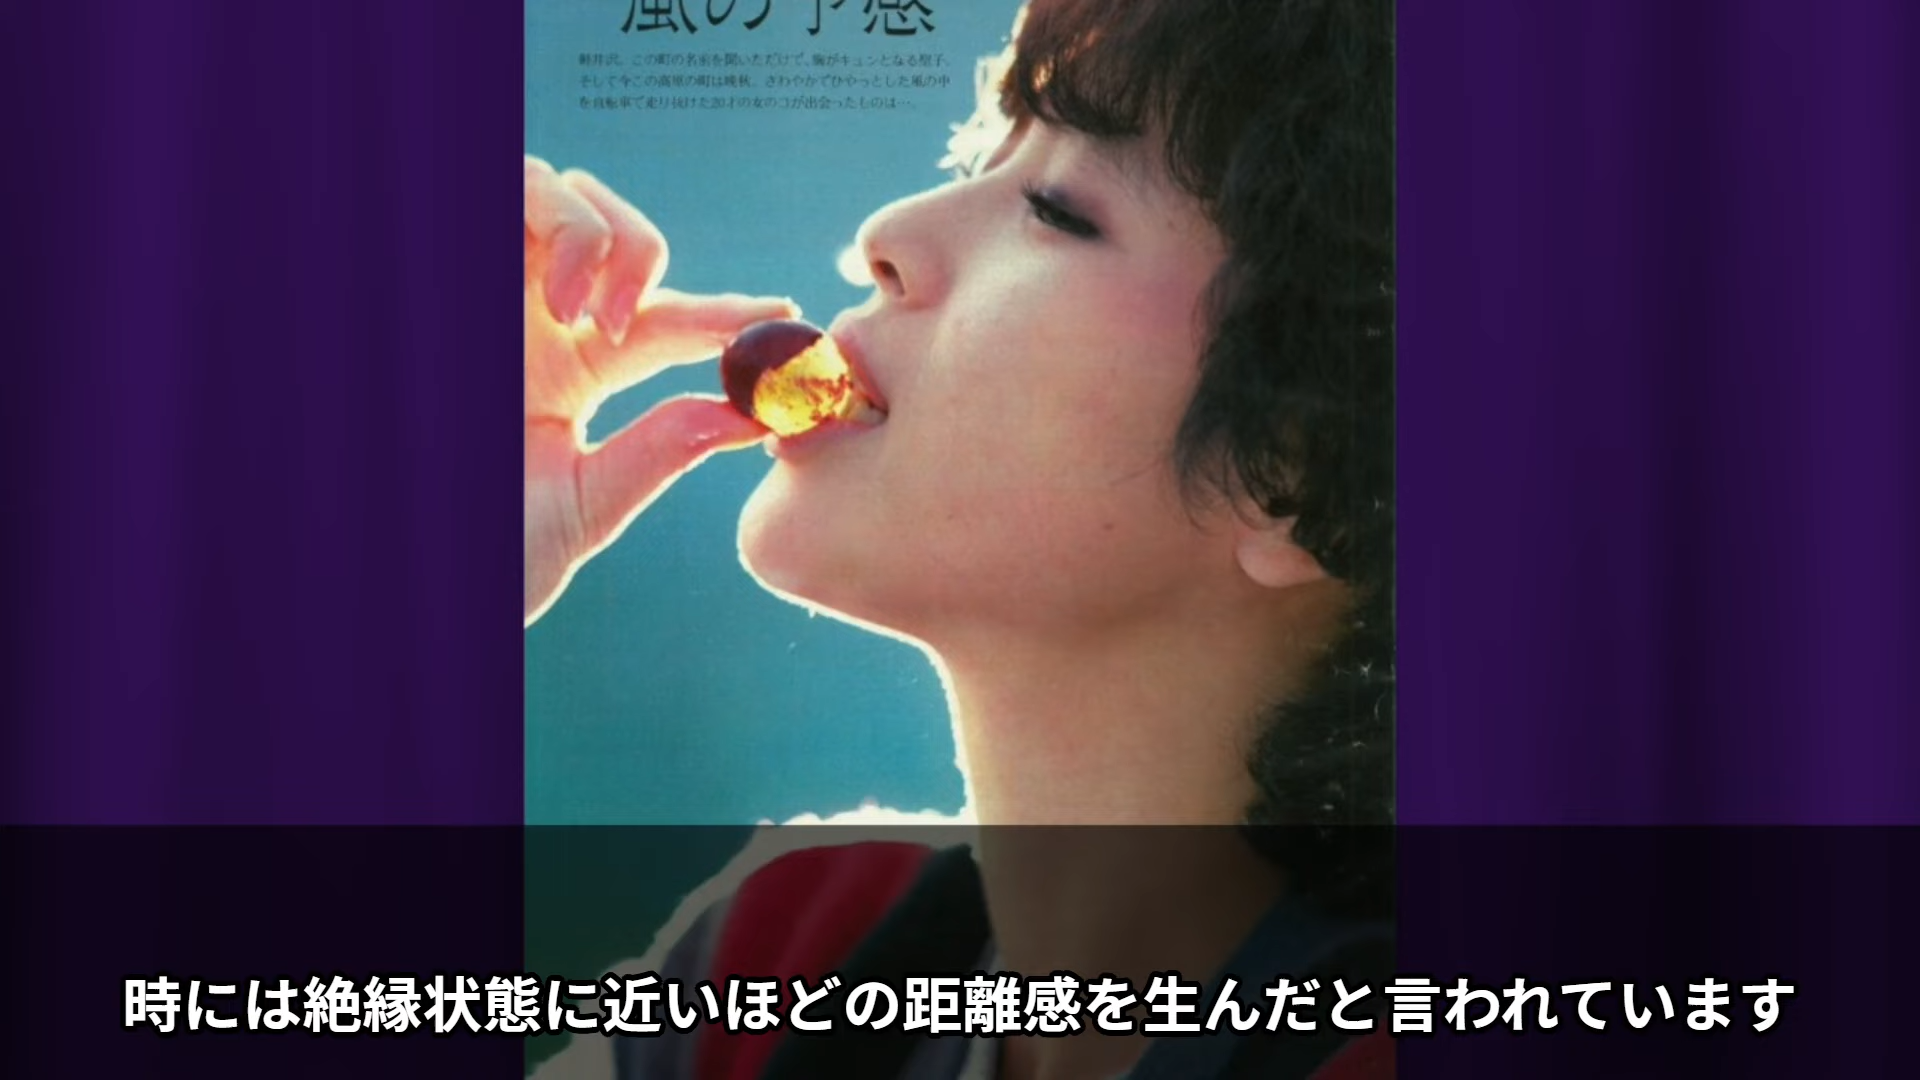 風の予感
軽井沢。この町の名前を聞いただけで、胸がキュンとなる聖子。
そして今この高原の町は晩秋。さわやかでひやっとした風の中
を自転車で走り抜けた20才の女のコが出会ったものは…。
時には絶縁状態に近いほどの距離感を生んだと言われています